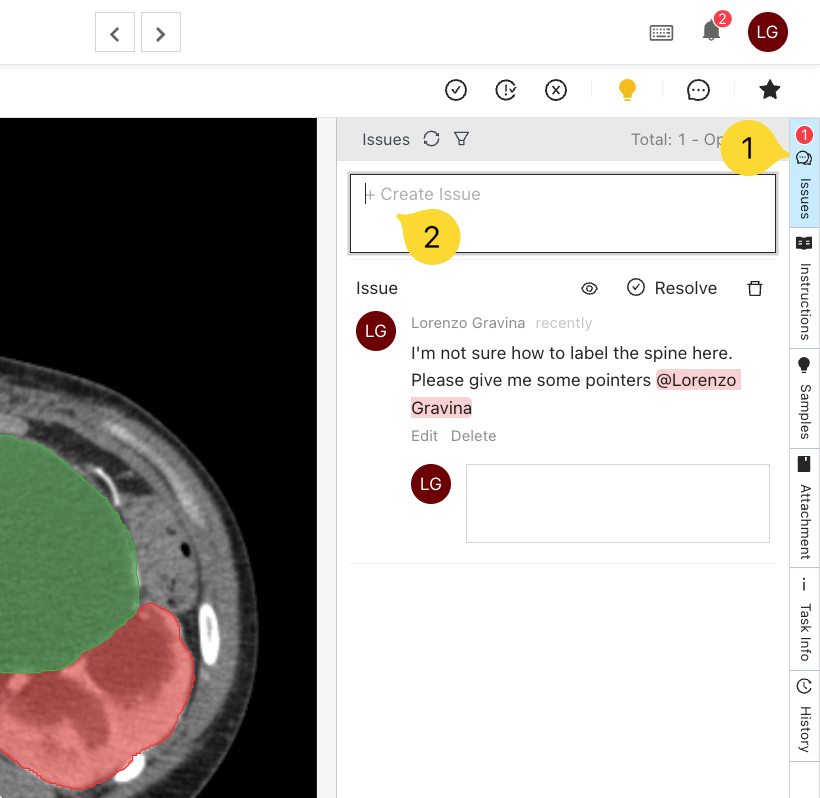 2
LG
Issues
Total: 1 - Op
1
1
Issues
+ Create Issue
2
Instructions
Issue
Resolve
LG
Lorenzo Gravina recently
I'm not sure how to label the spine here.
Please give me some pointers @Lorenzo
Gravina
Edit Delete
LG
Samples
Attachment
Task Info
History